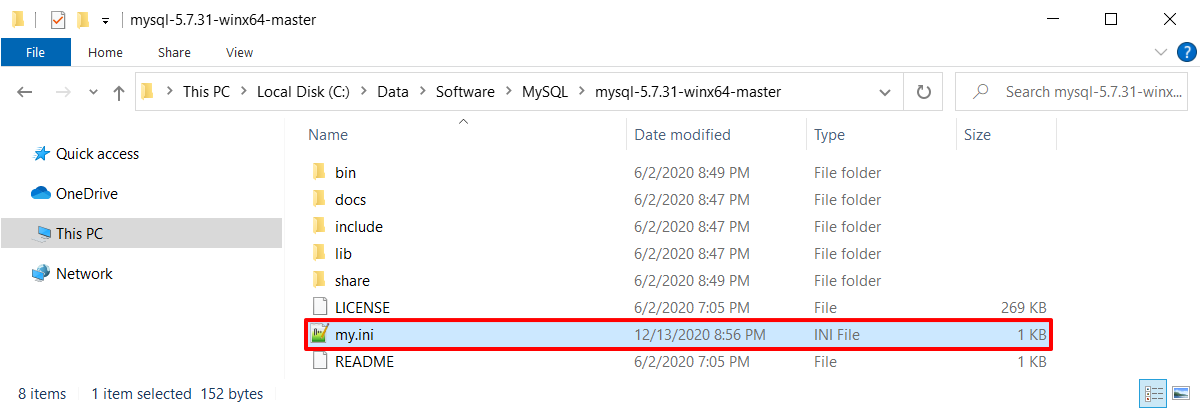 mysql-5.7.31-winx64-master
File Home Share View
This PC Local Disk (C:) Data Software MySQL mysql-5.7.31-winx64-master Search mysql-5.7.31-winx...
Name Date modified Type Size
Quick access
OneDrive
This PC
Network
bin 6/2/2020 8:49 PM File folder
docs 6/2/2020 8:47 PM File folder
include 6/2/2020 8:47 PM File folder
lib 6/2/2020 8:47 PM File folder
share 6/2/2020 8:49 PM File folder
LICENSE 6/2/2020 7:05 PM File 269 KB
my.ini 12/13/2020 8:56 PM INI File 1 KB
README 6/2/2020 7:05 PM File 1 KB
8 items 1 item selected 152 bytes